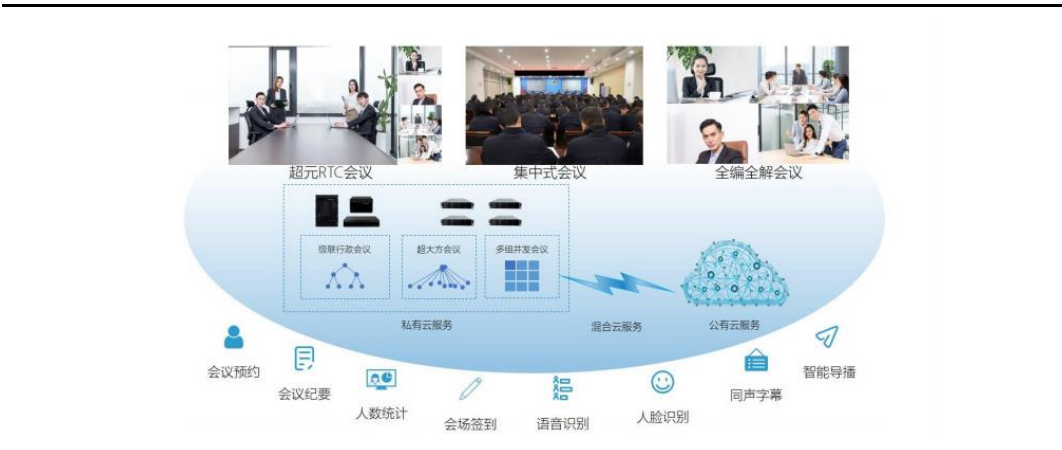 超元RTC会议
集中式会议
全编全解会议
级联行政会议
超大方会议
多组并发会议
私有云服务
混合云服务
公有云服务
会议预约
会议纪要
人数统计
会场签到
语音识别
人脸识别
同声字幕
智能导播